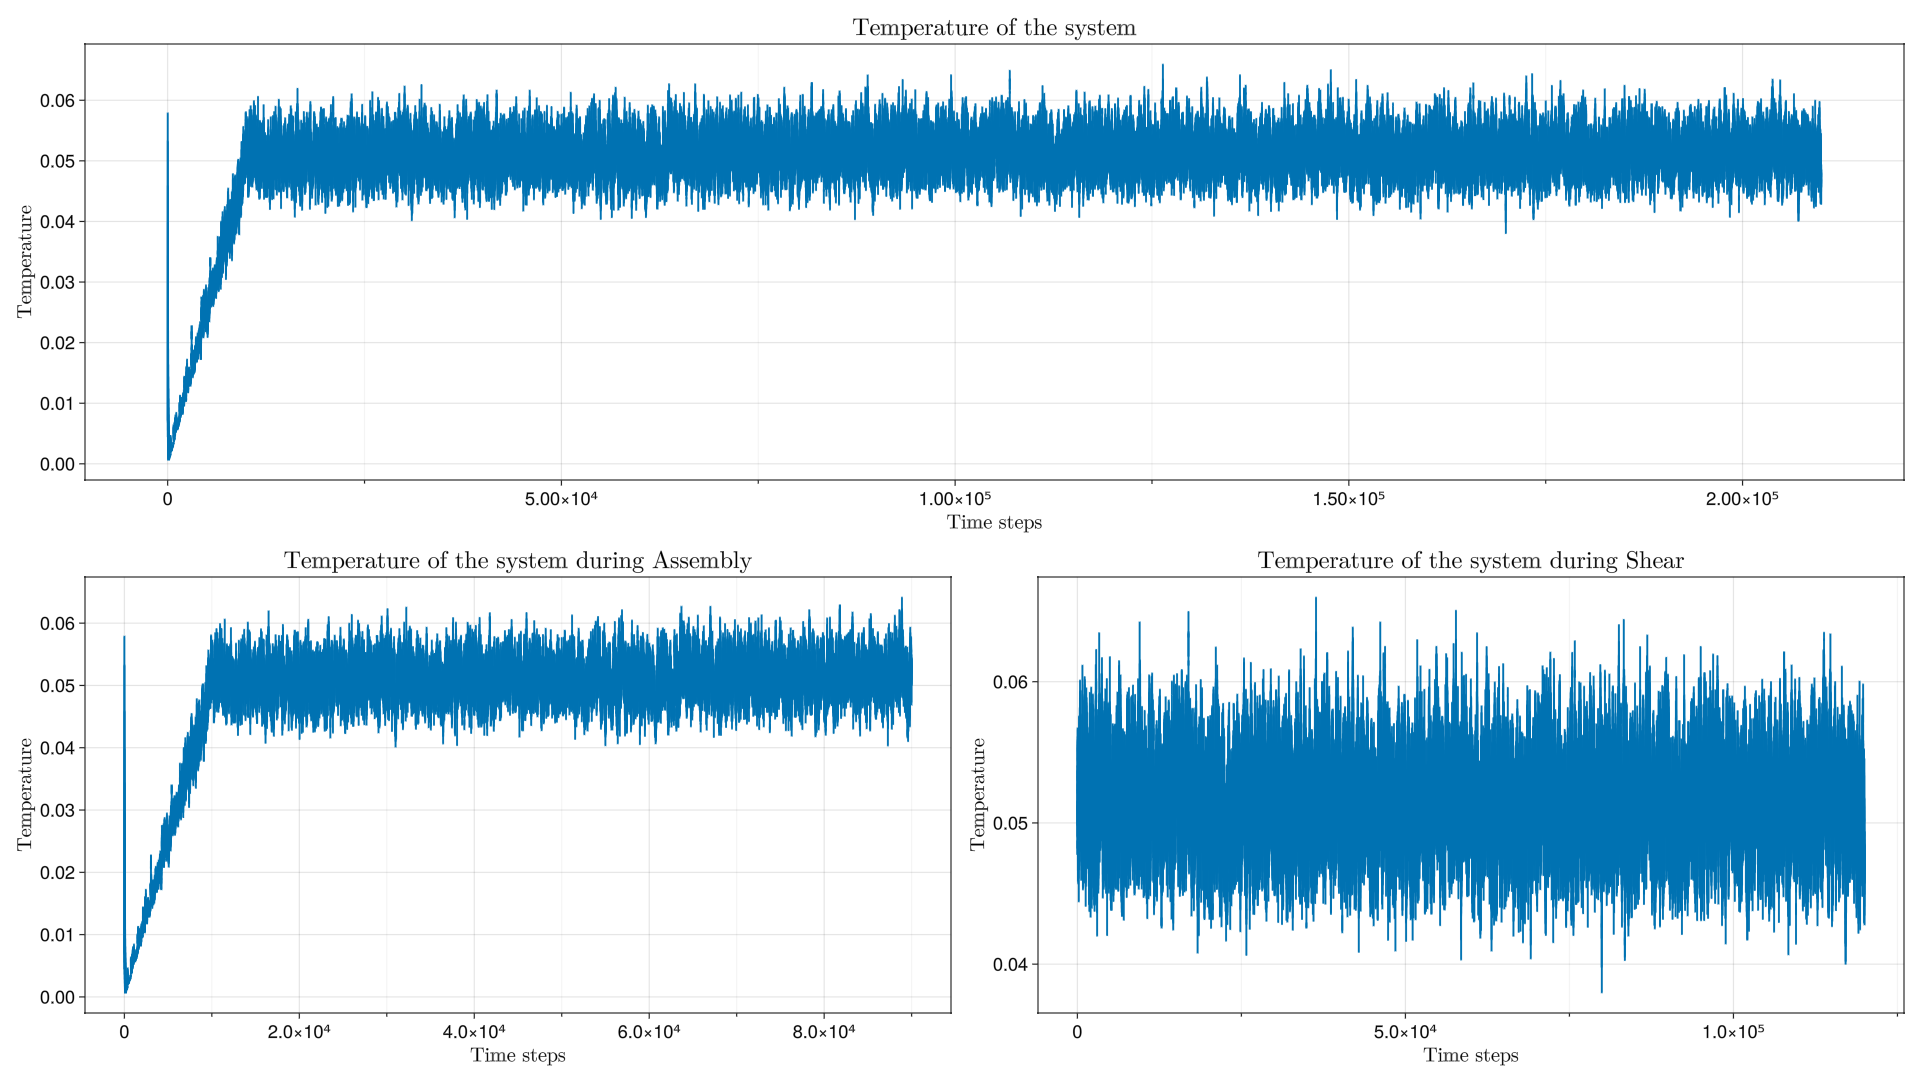 Temperature of the system
Temperature
0.06
0.05
0.04
0.03
0.02
0.01
0.00
0 5.00×10⁴ 1.00×10⁵ 1.50×10⁵ 2.00×10⁵
Time steps
Temperature of the system during Assembly
Temperature
0.06
0.05
0.04
0.03
0.02
0.01
0.00
0 2.0×10⁴ 4.0×10⁴ 6.0×10⁴ 8.0×10⁴
Time steps
Temperature of the system during Shear
Temperature
0.06
0.05
0.04
0 5.0×10⁴ 1.0×10⁵
Time steps